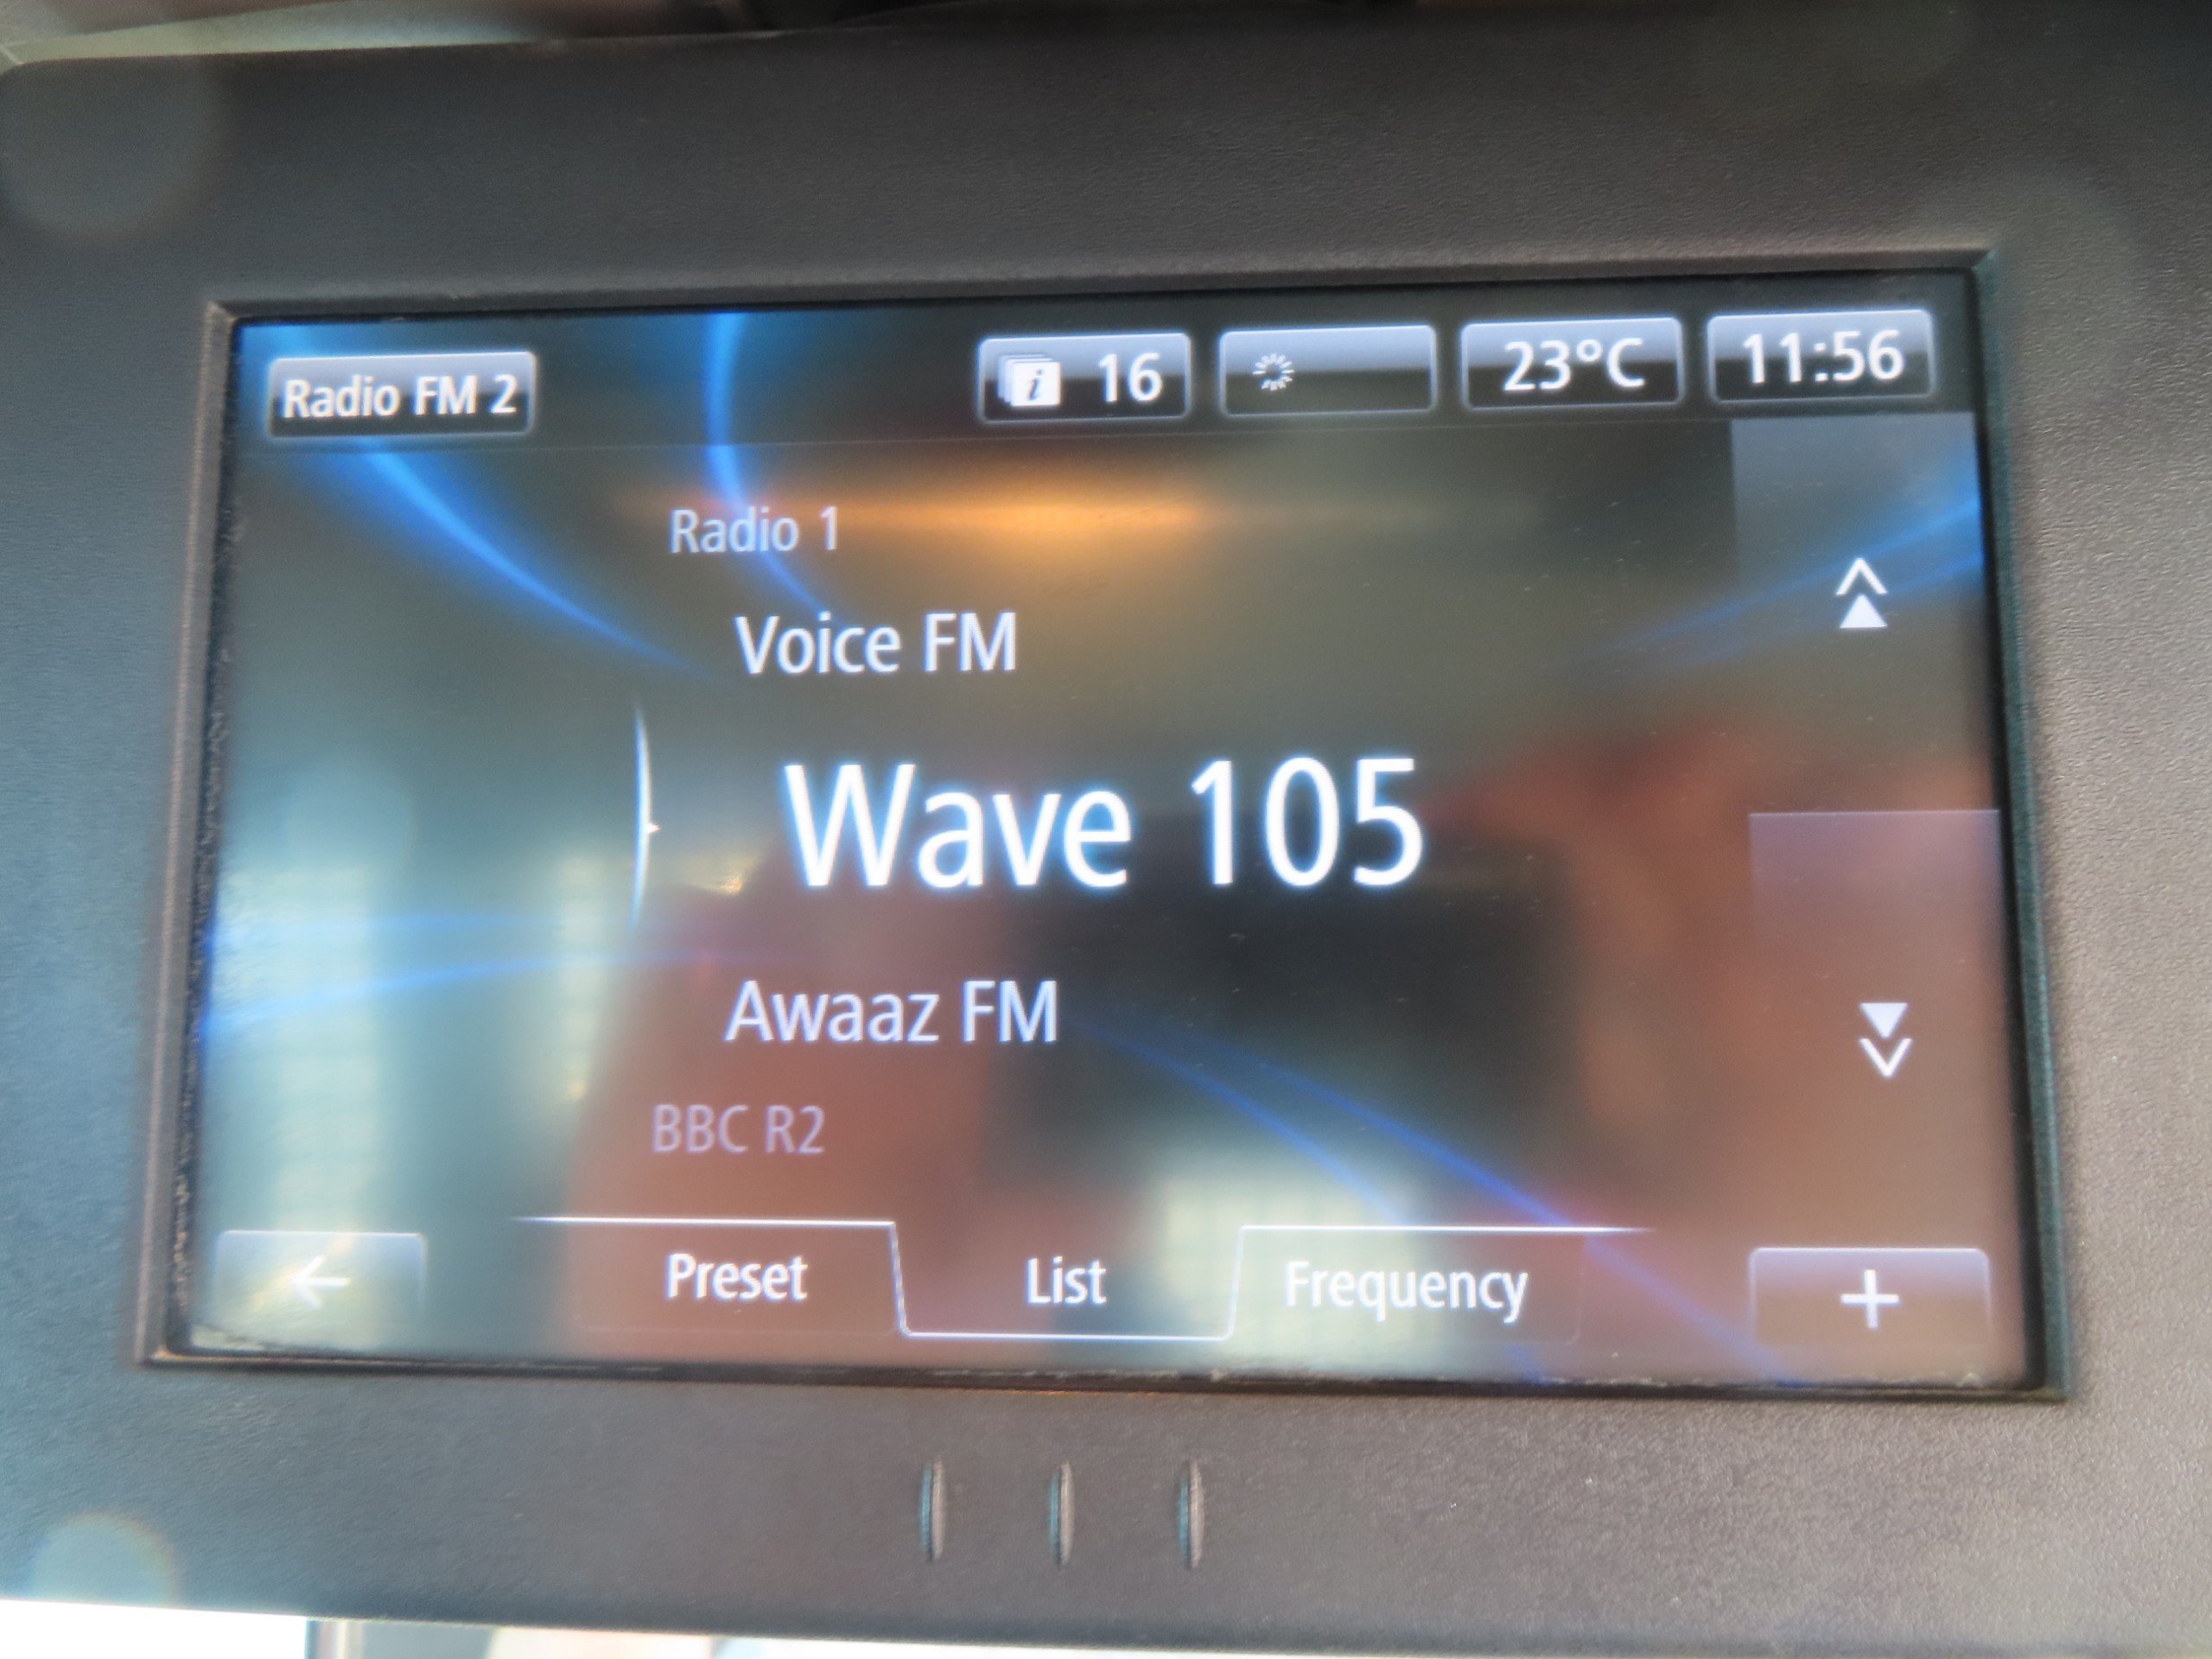 Radio FM 2
i 16
23°C
11:56
Radio 1
Voice FM
Wave 105
Awaaz FM
BBC R2
Preset
List
Frequency